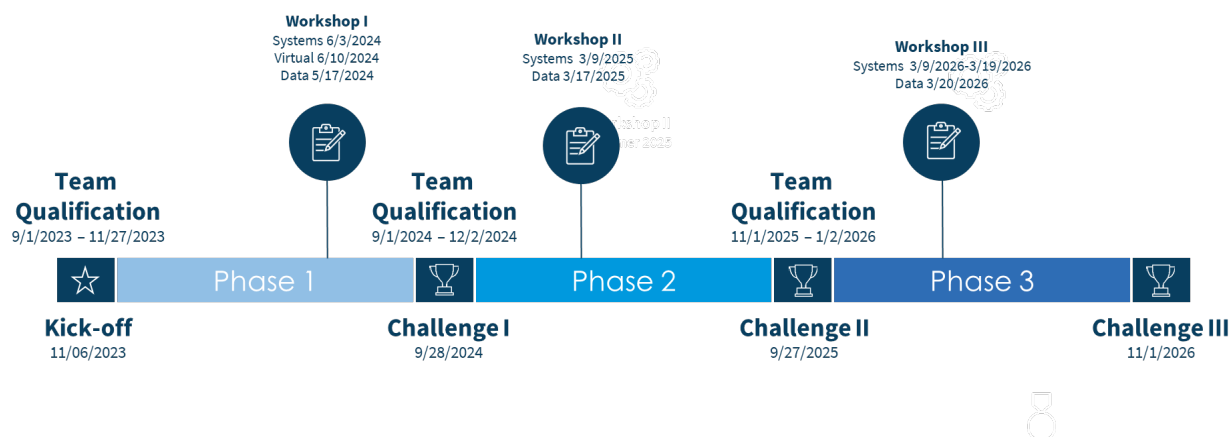 Workshop I
Systems 6/3/2024
Virtual 6/10/2024
Data 5/17/2024
Workshop II
Systems 3/9/2025
Data 3/17/2025
Workshop III
Systems 3/9/2026-3/19/2026
Data 3/20/2026
Team
Qualification
9/1/2023 – 11/27/2023
Team
Qualification
9/1/2024 – 12/2/2024
Team
Qualification
11/1/2025 – 1/2/2026
Phase 1
Phase 2
Phase 3
Kick-off
11/06/2023
Challenge I
9/28/2024
Challenge II
9/27/2025
Challenge III
11/1/2026